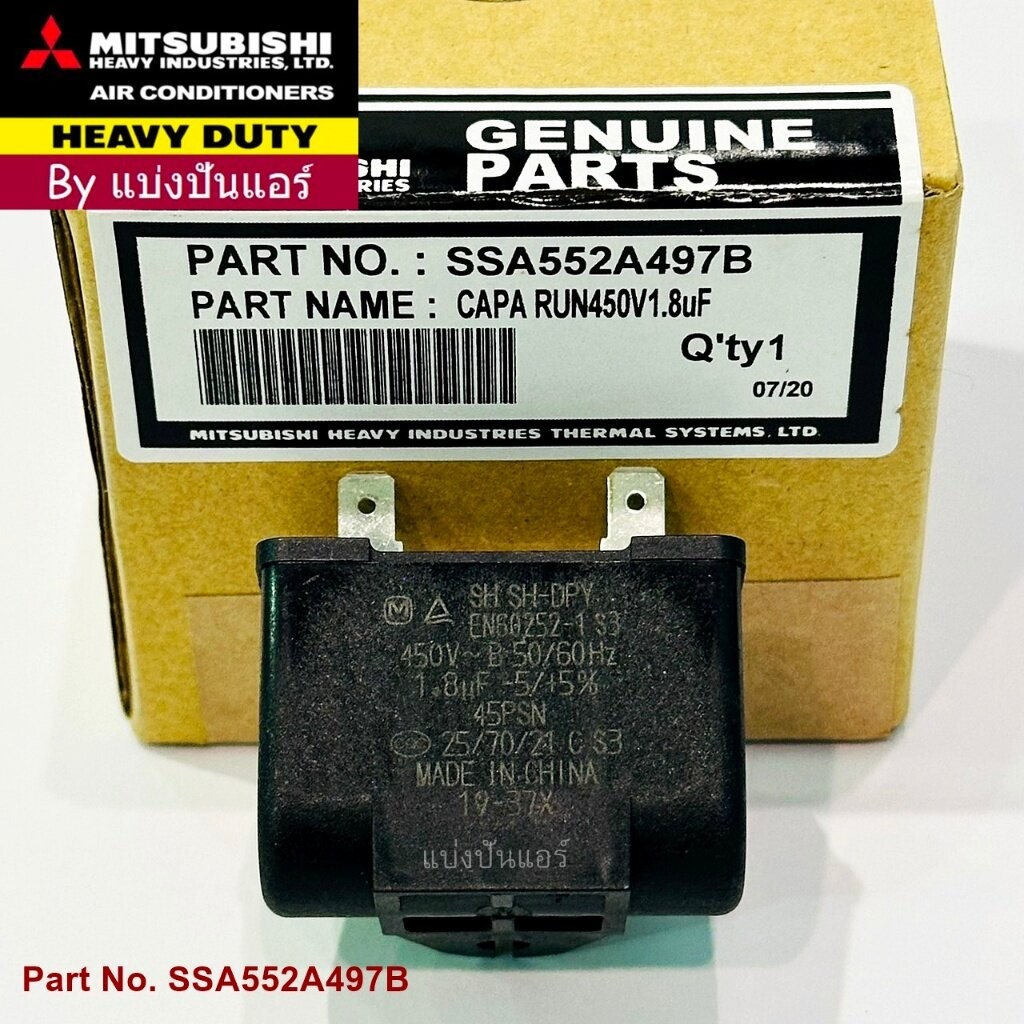 MITSUBISHI
HEAVY INDUSTRIES, LTD.
AIR CONDITIONERS
HEAVY DUTY
By แบ่งปันแอร์
GENUINE
PARTS
PART NO. : SSA552A497B
PART NAME : CAPA RUN450V1.8uF
Q'ty1
07/20
MITSUBISHI HEAVY INDUSTRIES THERMAL SYSTEMS, LTD.
SH SH-DPY
EN60252-1 S3
450V~ B 50/60Hz
1.8uF -5/+5%
45PSN
25/70/21 C S3
MADE IN CHINA
19-37X
แบ่งปันแอร์
Part No. SSA552A497B